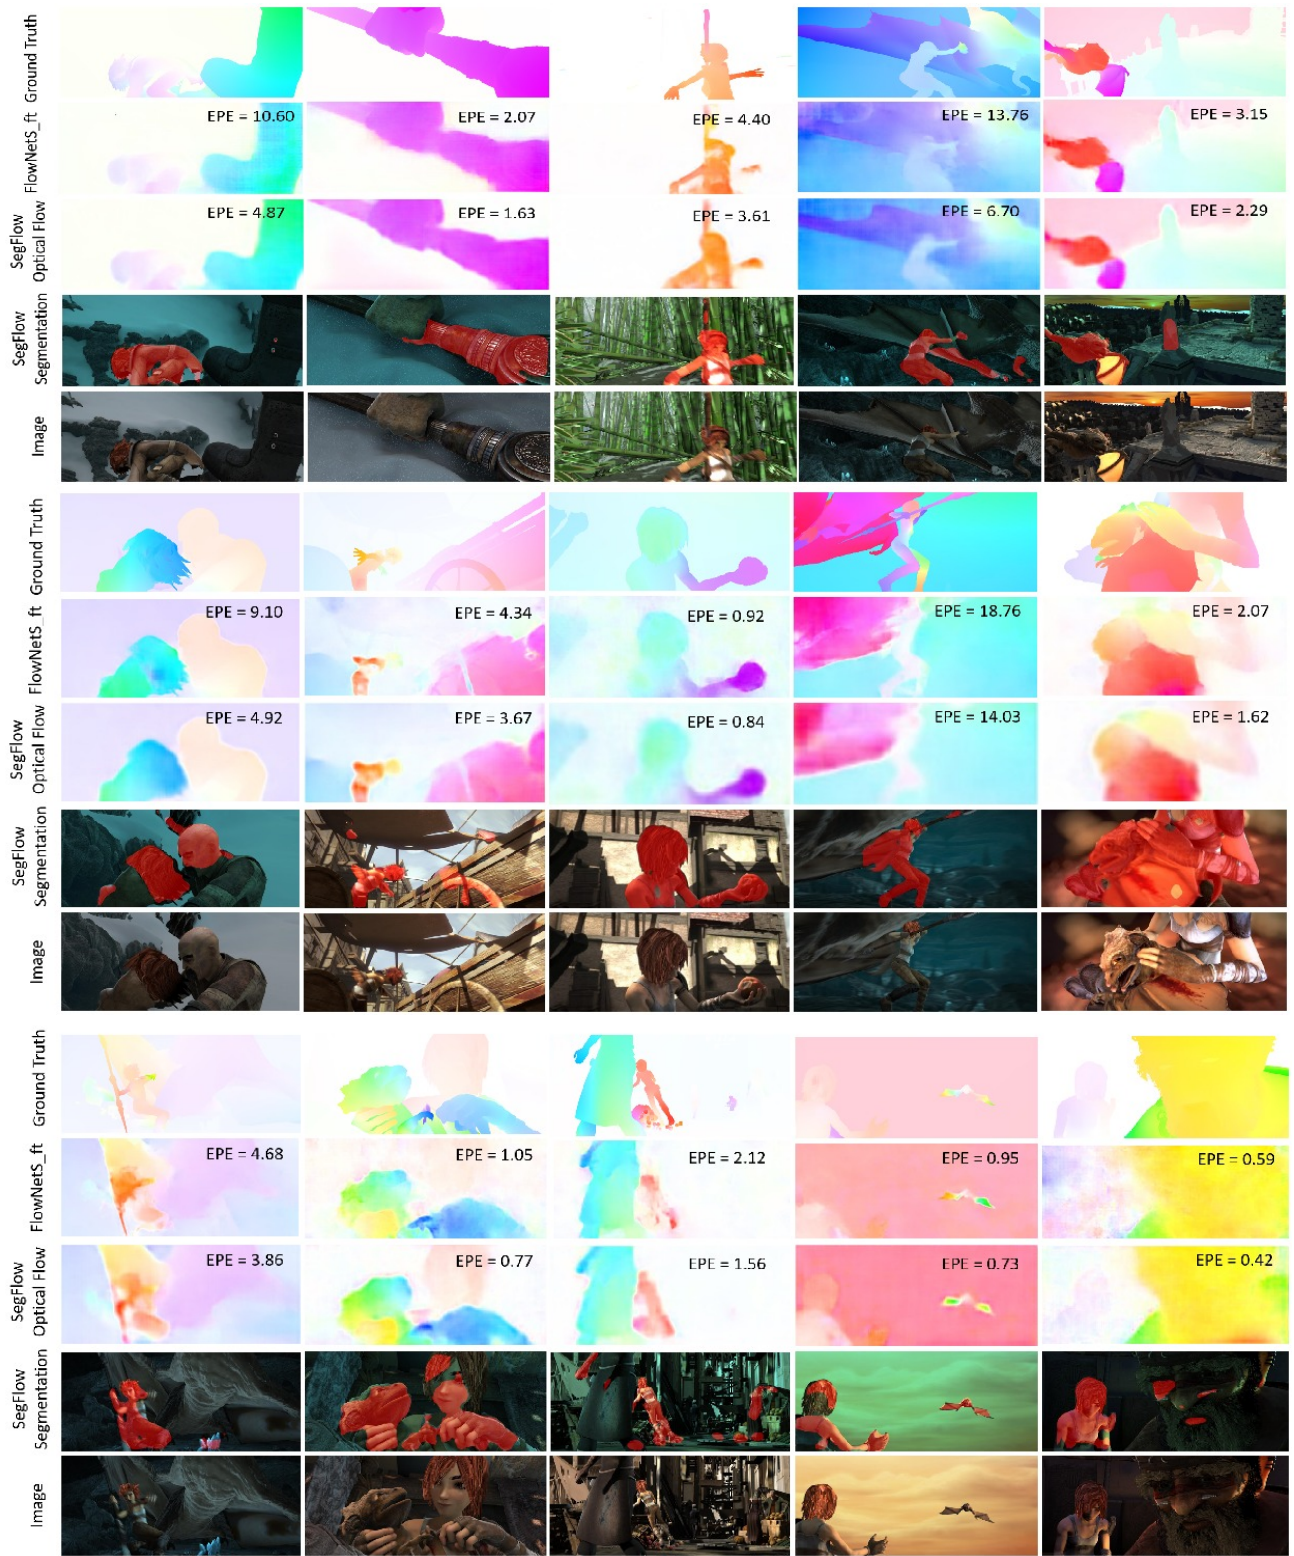 Ground Truth
FlowNetS_ft
EPE = 10.60
EPE = 2.07
EPE = 4.40
EPE = 13.76
EPE = 3.15
SegFlow
Optical Flow
EPE = 4.87
EPE = 1.63
EPE = 3.61
EPE = 6.70
EPE = 2.29
SegFlow
Segmentation
Image
Ground Truth
FlowNetS_ft
EPE = 9.10
EPE = 4.34
EPE = 0.92
EPE = 18.76
EPE = 2.07
SegFlow
Optical Flow
EPE = 4.92
EPE = 3.67
EPE = 0.84
EPE = 14.03
EPE = 1.62
SegFlow
Segmentation
Image
Ground Truth
FlowNetS_ft
EPE = 4.68
EPE = 1.05
EPE = 2.12
EPE = 0.95
EPE = 0.59
SegFlow
Optical Flow
EPE = 3.86
EPE = 0.77
EPE = 1.56
EPE = 0.73
EPE = 0.42
SegFlow
Segmentation
Image